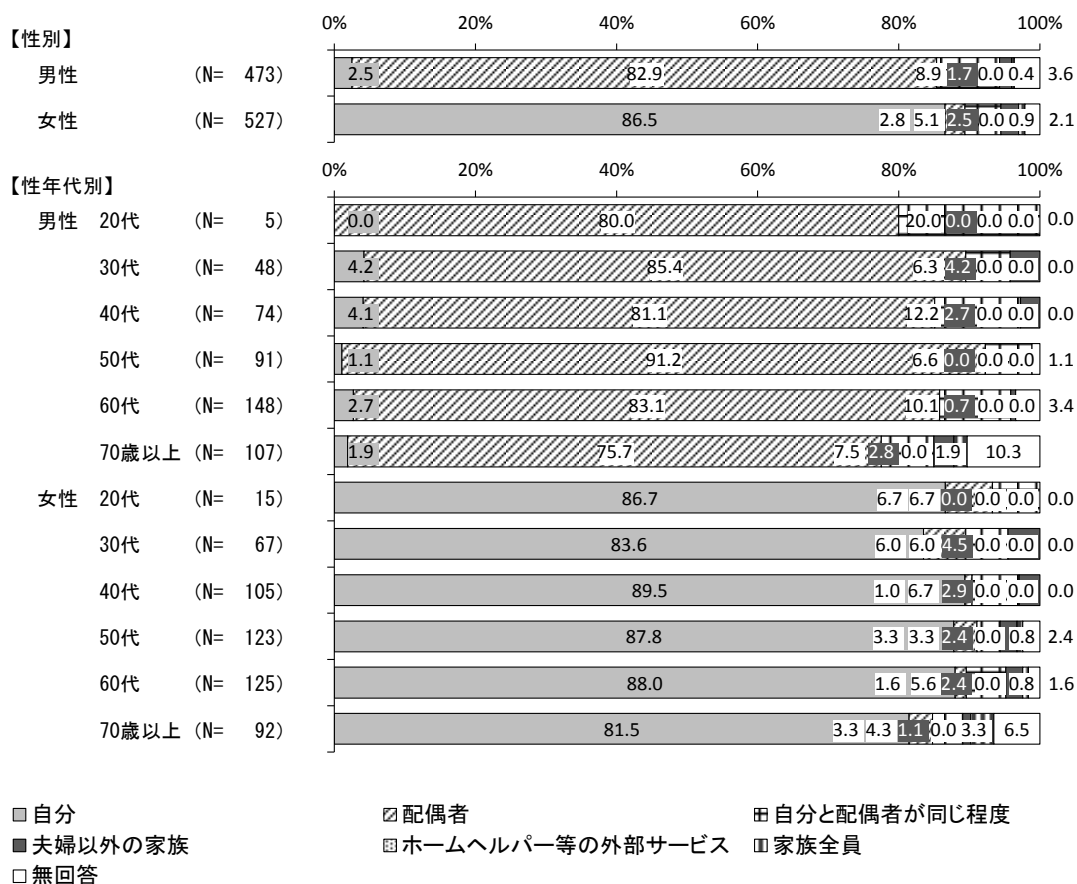 0% 20% 40% 60% 80% 100%
【性別】
男性 (N= 473) 2.5 82.9 8.9 1.7 0.0 0.4 3.6
女性 (N= 527) 86.5 2.8 5.1 2.5 0.0 0.9 2.1
0% 20% 40% 60% 80% 100%
【性年代別】
男性 20代 (N= 5) 0.0 80.0 20.0 0.0 0.0 0.0 0.0
30代 (N= 48) 4.2 85.4 6.3 4.2 0.0 0.0 0.0
40代 (N= 74) 4.1 81.1 12.2 2.7 0.0 0.0 0.0
50代 (N= 91) 1.1 91.2 6.6 0.0 0.0 0.0 1.1
60代 (N= 148) 2.7 83.1 10.1 0.7 0.0 0.0 3.4
70歳以上 (N= 107) 1.9 75.7 7.5 2.8 0.0 1.9 10.3
女性 20代 (N= 15) 86.7 6.7 6.7 0.0 0.0 0.0 0.0
30代 (N= 67) 83.6 6.0 6.0 4.5 0.0 0.0 0.0
40代 (N= 105) 89.5 1.0 6.7 2.9 0.0 0.0 0.0
50代 (N= 123) 87.8 3.3 3.3 2.4 0.0 0.8 2.4
60代 (N= 125) 88.0 1.6 5.6 2.4 0.0 0.8 1.6
70歳以上 (N= 92) 81.5 3.3 4.3 1.1 0.0 3.3 6.5
自分 配偶者 自分と配偶者が同じ程度
夫婦以外の家族 ホームヘルパー等の外部サービス 家族全員
無回答